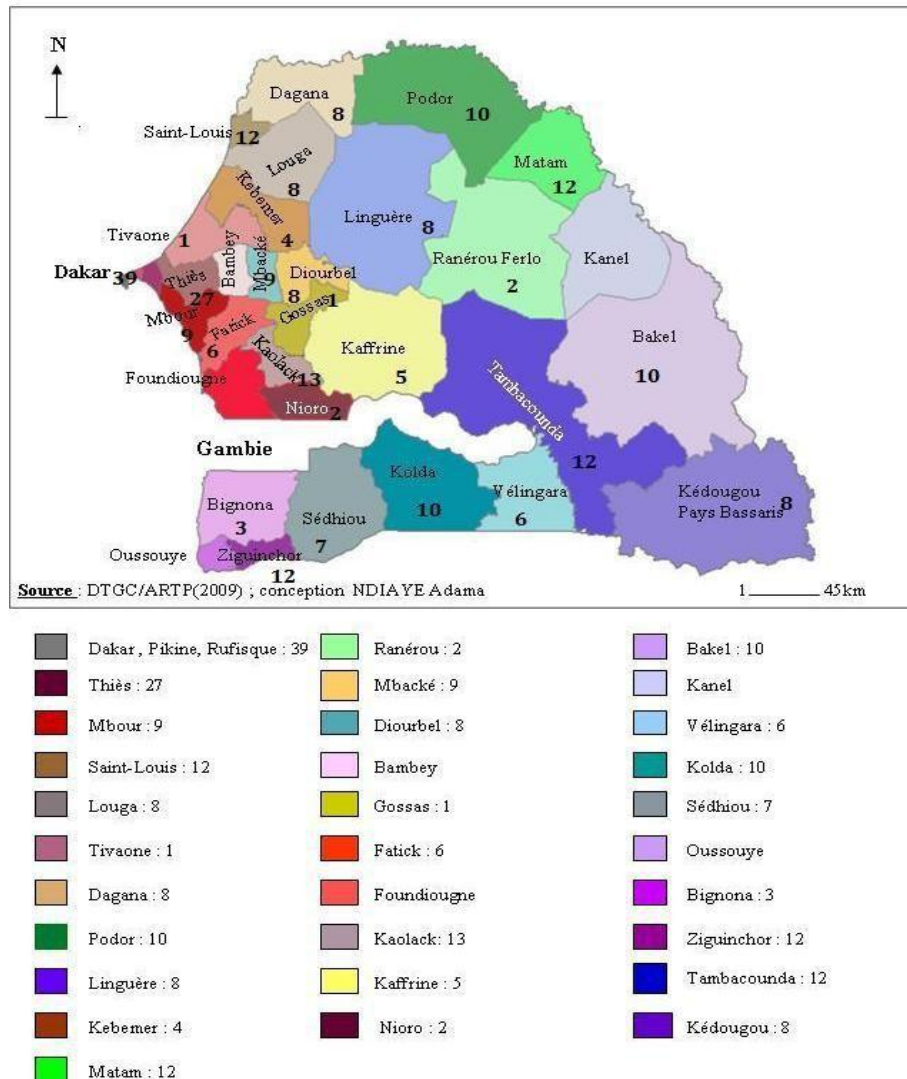 N
Dagana
8
Podor
10
Saint-Louis
12
Louga
8
Matam
12
Kebemer
4
Linguère
8
Tivaone
1
Bambey
Mbacké
9
Ranérou Ferlo
2
Kanel
Dakar
39
Thiès
27
Diourbel
8
1
Gossas
Mbour
9
Fatick
6
Kaolack
13
Kaffrine
5
Bakel
10
Foundiougne
Nioro
2
Tambacounda
12
Gambie
Kolda
10
Vélingara
6
Kédougou
Pays Bassaris
8
Bignona
3
Sédhiou
7
Oussouye
Ziguinchor
12
Source : DTGC/ARTP(2009) ; conception NDIAYE Adama
1 45km
Dakar , Pikine, Rufisque : 39
Thiès : 27
Mbour : 9
Saint-Louis : 12
Louga : 8
Tivaone : 1
Dagana : 8
Podor : 10
Linguère : 8
Kebemer : 4
Matam : 12
Ranérou : 2
Mbacké : 9
Diourbel : 8
Bambey
Gossas : 1
Fatick : 6
Foundiougne
Kaolack : 13
Kaffrine : 5
Nioro : 2
Bakel : 10
Kanel
Vélingara : 6
Kolda : 10
Sédhiou : 7
Oussouye
Bignona : 3
Ziguinchor : 12
Tambacounda : 12
Kédougou : 8